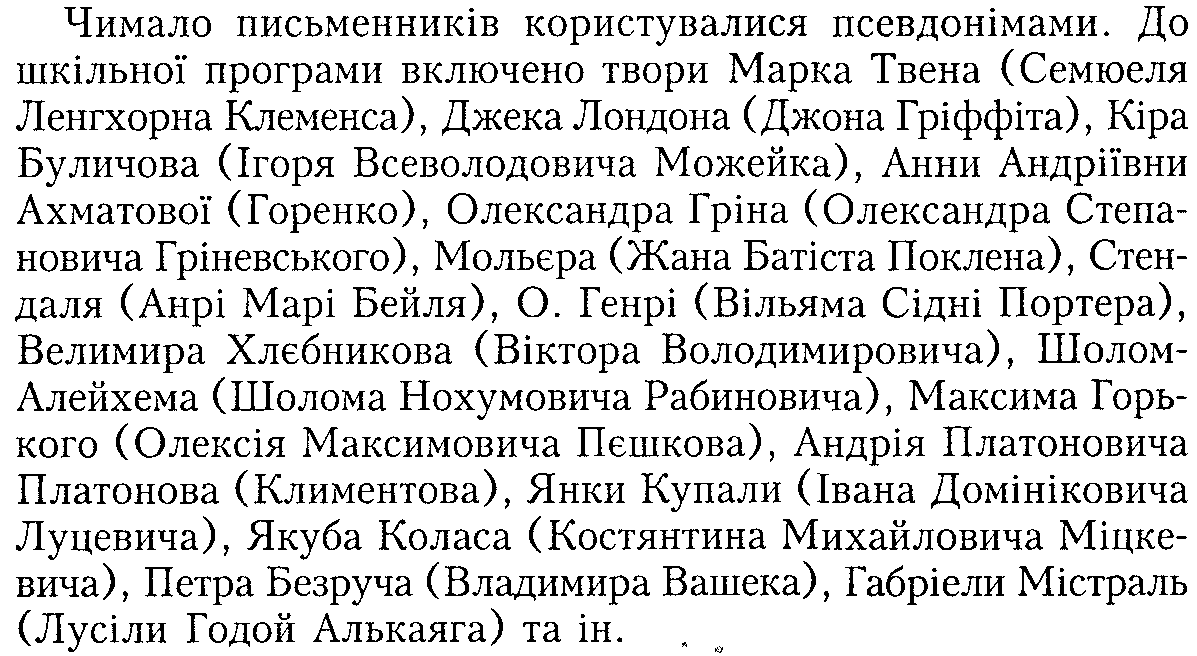 Чимало письменників користувалися псевдонімами. До
шкільної програми включено твори Марка Твена (Семюеля
Ленгхорна Клеменса), Джека Лондона (Джона Гріффіта), Кіра
Буличова (Ігоря Всеволодовича Можейка), Анни Андріївни
Ахматової (Горенко), Олександра Гріна (Олександра Степа-
новича Гріневського), Мольєра (Жана Батіста Поклена), Стен-
даля (Анрі Марі Бейля), О. Генрі (Вільяма Сідні Портера),
Велимира Хлєбникова (Віктора Володимировича), Шолом-
Алейхема (Шолома Нохумовича Рабиновича), Максима Горь-
кого (Олексія Максимовича Пєшкова), Андрія Платоновича
Платонова (Климентова), Янки Купали (Івана Домініковича
Луцевича), Якуба Коласа (Костянтина Михайловича Міцке-
вича), Петра Безруча (Владимира Вашека), Габріели Містраль
(Лусіли Годой Алькаяга) та ін.